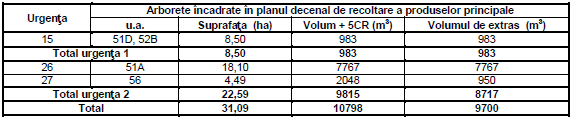 Urgența Arborete încadrate în planul decenal de recoltare a produselor principale
u.a. Suprafața (ha) Volum + 5CR (m³) Volumul de extras (m³)
15 51D, 52B 8,50 983 983
Total urgența 1 8,50 983 983
26 51A 18,10 7767 7767
27 56 4,49 2048 950
Total urgența 2 22,59 9815 8717
Total 31,09 10798 9700